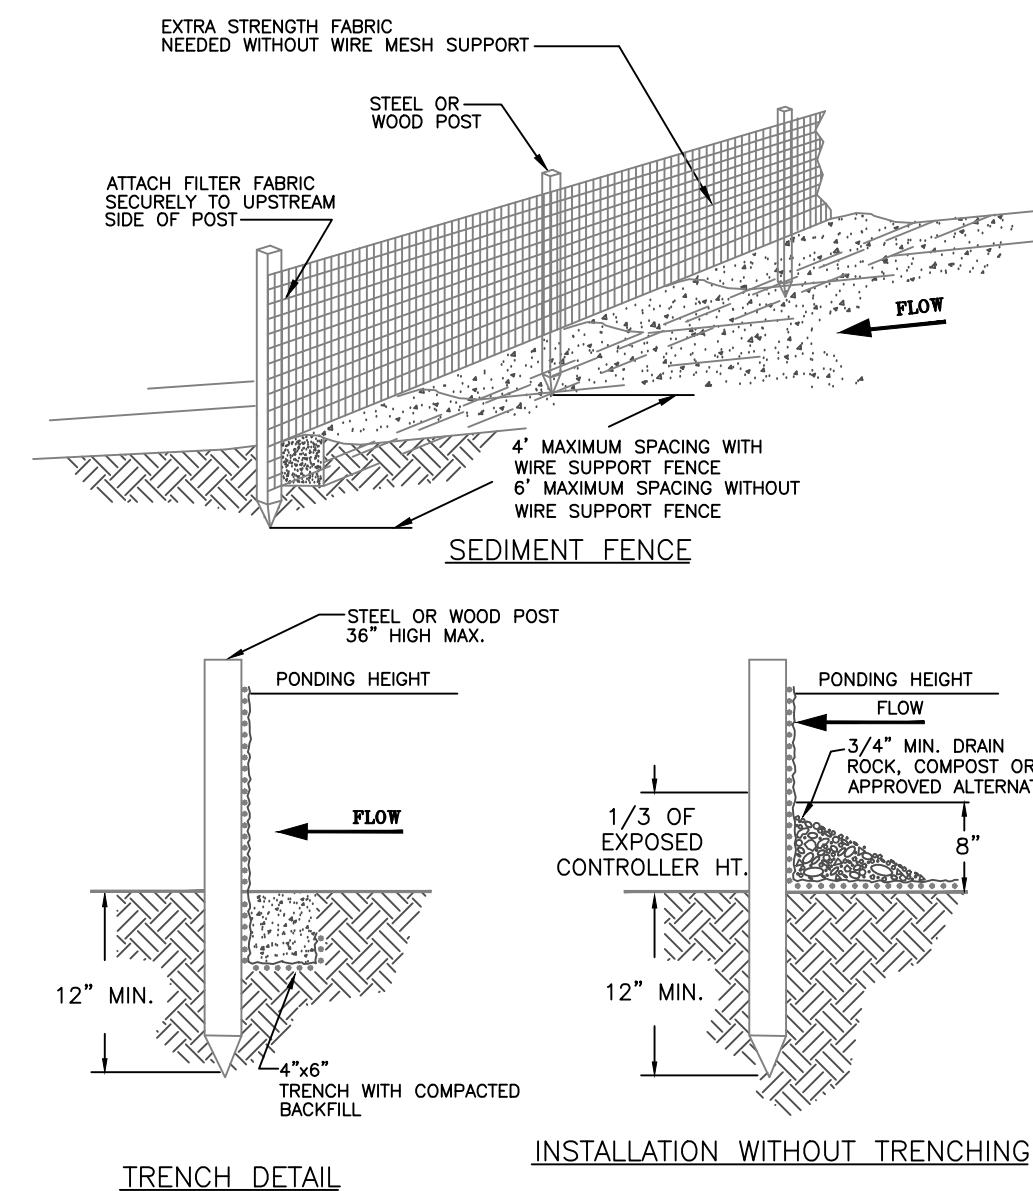 EXTRA STRENGTH FABRIC
NEEDED WITHOUT WIRE MESH SUPPORT
STEEL OR
WOOD POST
ATTACH FILTER FABRIC
SECURELY TO UPSTREAM
SIDE OF POST
FLOW
4' MAXIMUM SPACING WITH
WIRE SUPPORT FENCE
6' MAXIMUM SPACING WITHOUT
WIRE SUPPORT FENCE
SEDIMENT FENCE
STEEL OR WOOD POST
36" HIGH MAX.
PONDING HEIGHT
FLOW
12" MIN.
4"x6"
TRENCH WITH COMPACTED
BACKFILL
TRENCH DETAIL
PONDING HEIGHT
FLOW
3/4" MIN. DRAIN
ROCK, COMPOST OR
APPROVED ALTERNAT
1/3 OF
EXPOSED
CONTROLLER HT.
8"
12" MIN.
INSTALLATION WITHOUT TRENCHING